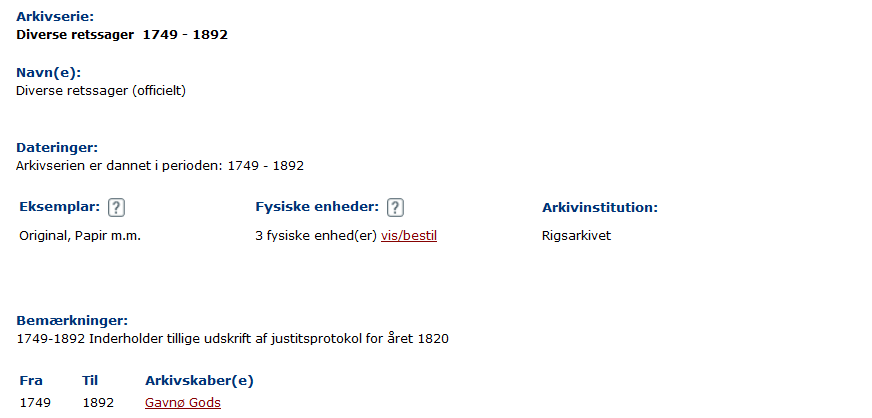 Arkivserie:
Diverse retssager 1749 - 1892
Navn(e):
Diverse retssager (officielt)
Dateringer:
Arkivserien er dannet i perioden: 1749 - 1892
Eksemplar: ? Fysiske enheder: ? Arkivinstitution:
Original, Papir m.m. 3 fysiske enhed(er) vis/bestil Rigsarkivet
Bemærkninger:
1749-1892 Inderholder tillige udskrift af justitsprotokol for året 1820
Fra Til Arkivskaber(e)
1749 1892 Gavnø Gods